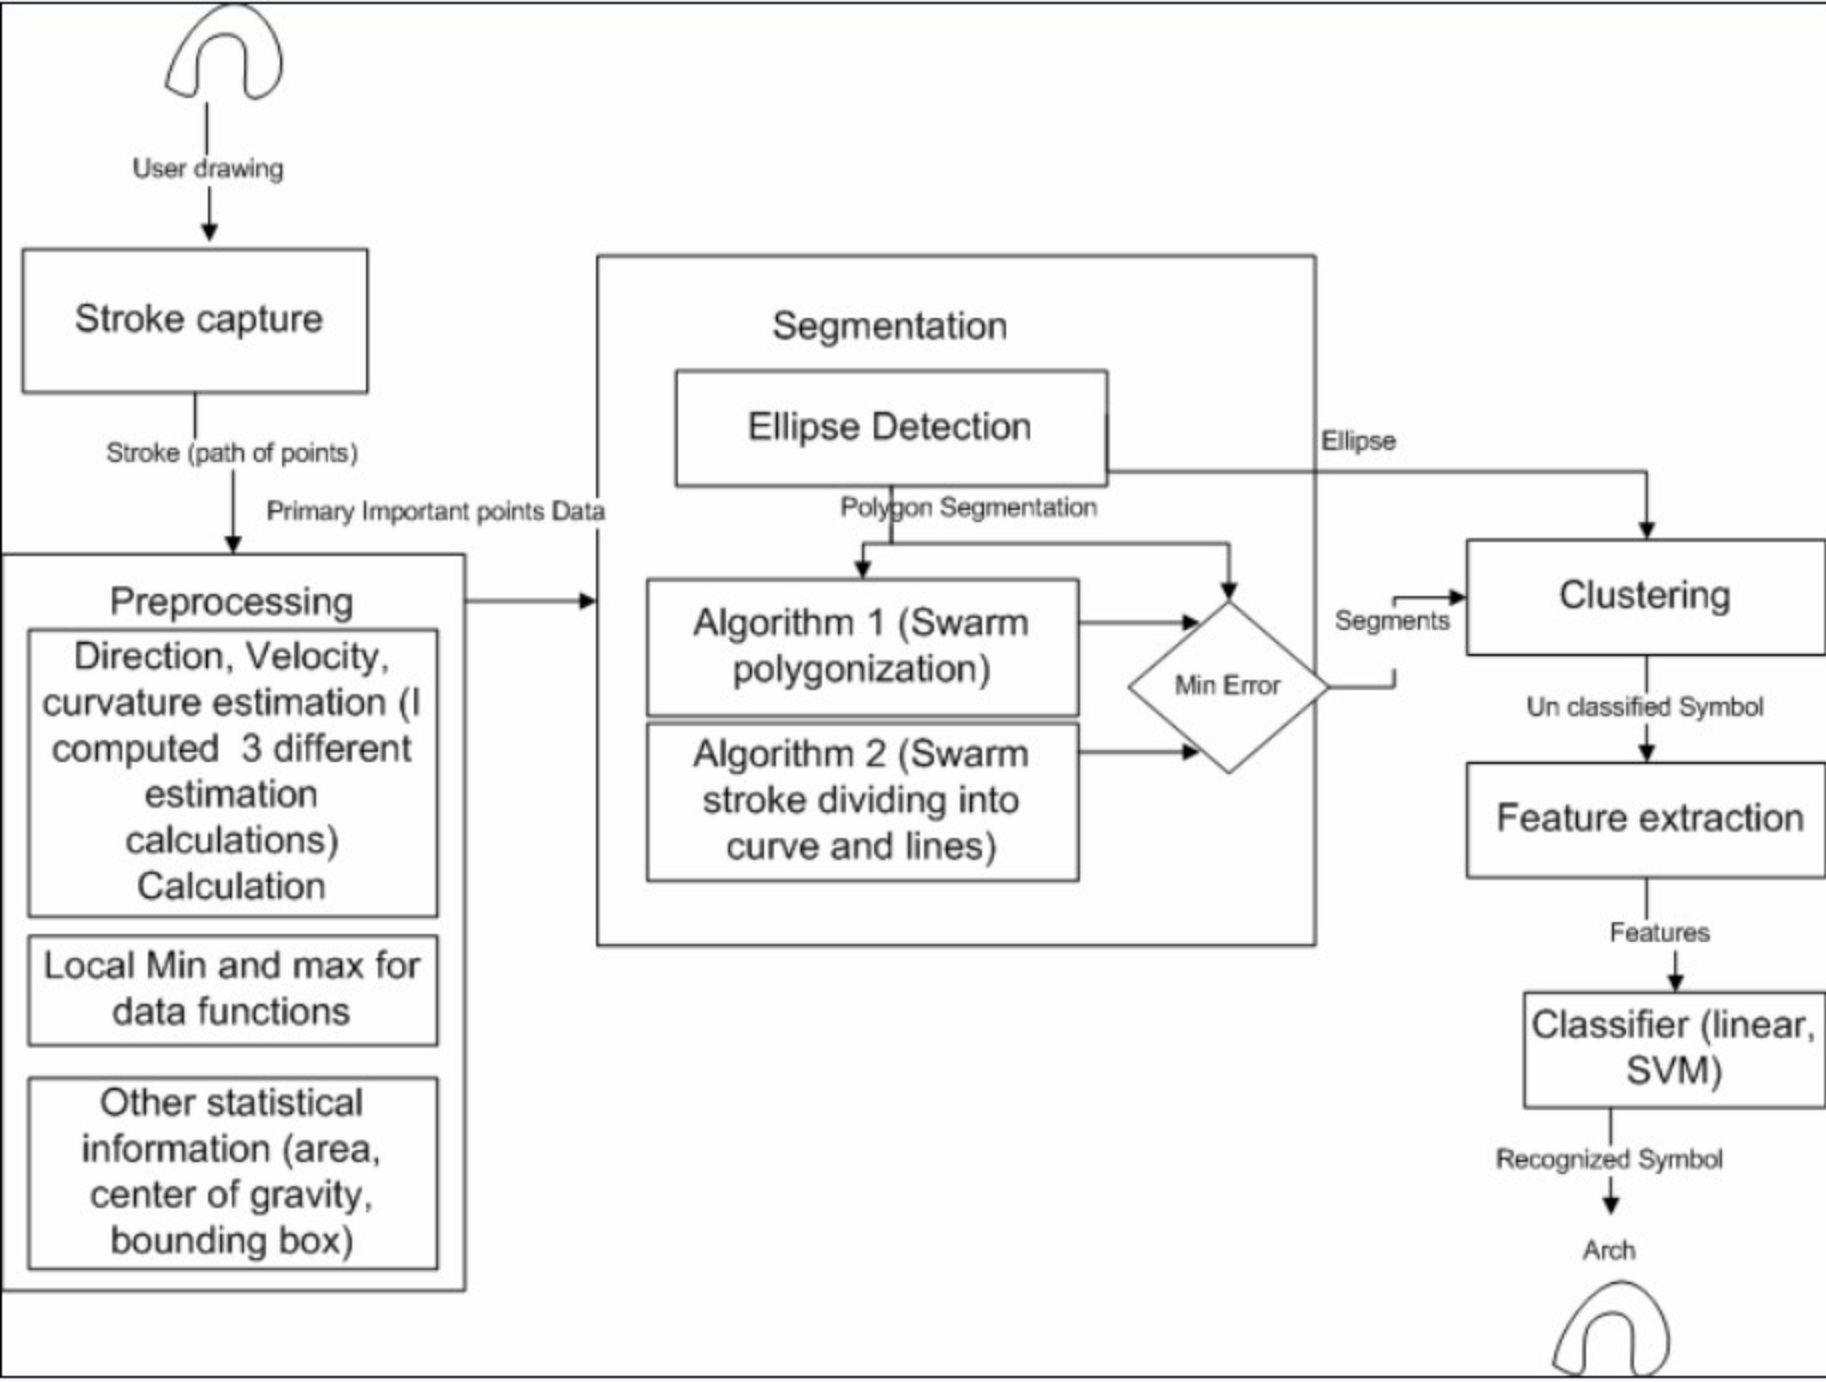 User drawing
Stroke capture
Stroke (path of points)
Primary Important points Data
Preprocessing
Direction, Velocity,
curvature estimation (I
computed  3 different
estimation
calculations)
Calculation
Local Min and max for
data functions
Other statistical
information (area,
center of gravity,
bounding box)
Segmentation
Ellipse Detection
Polygon Segmentation
Algorithm 1 (Swarm
polygonization)
Algorithm 2 (Swarm
stroke dividing into
curve and lines)
Min Error
Ellipse
Segments
Clustering
Un classified Symbol
Feature extraction
Features
Classifier (linear,
SVM)
Recognized Symbol
Arch